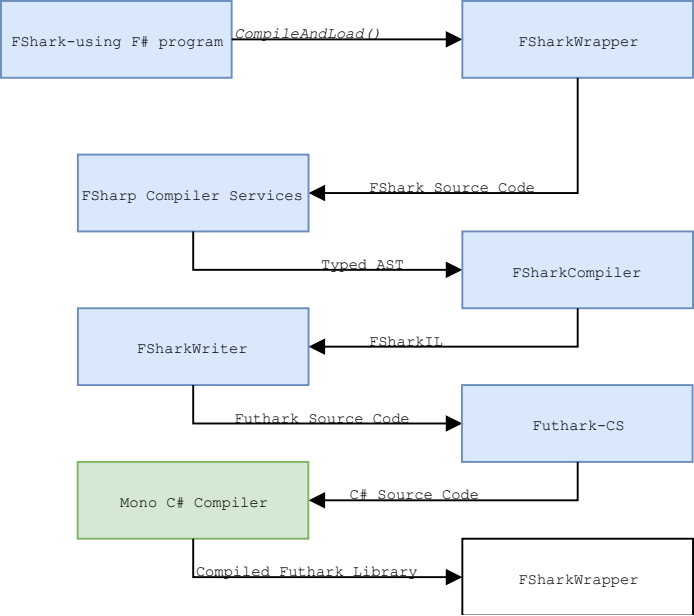 FShark-using F# program
CompileAndLoad()
FSharkWrapper
FShark Source Code
FSharp Compiler Services
Typed AST
FSharkCompiler
FSharkIL
FSharkWriter
Futhark Source Code
Futhark-CS
C# Source Code
Mono C# Compiler
Compiled Futhark Library
FSharkWrapper